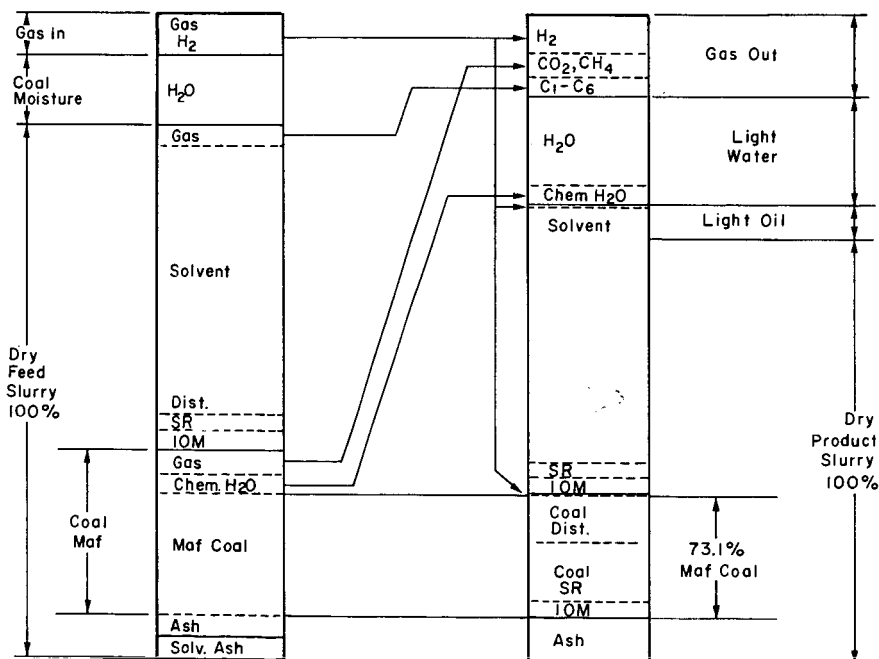 Gas in
Coal
Moisture
Dry
Feed
Slurry
100%
Coal
Maf
Gas
H2
H2O
Gas
Solvent
Dist.
SR
IOM
Gas
Chem. H2O
Maf Coal
Ash
Solv. Ash
H2
CO2, CH4
C1-C6
H2O
Chem H2O
Solvent
SR
IOM
Coal
Dist.
Coal
SR
IOM
Ash
Gas Out
Light
Water
Light Oil
73.1%
Maf Coal
Dry
Product
Slurry
100%